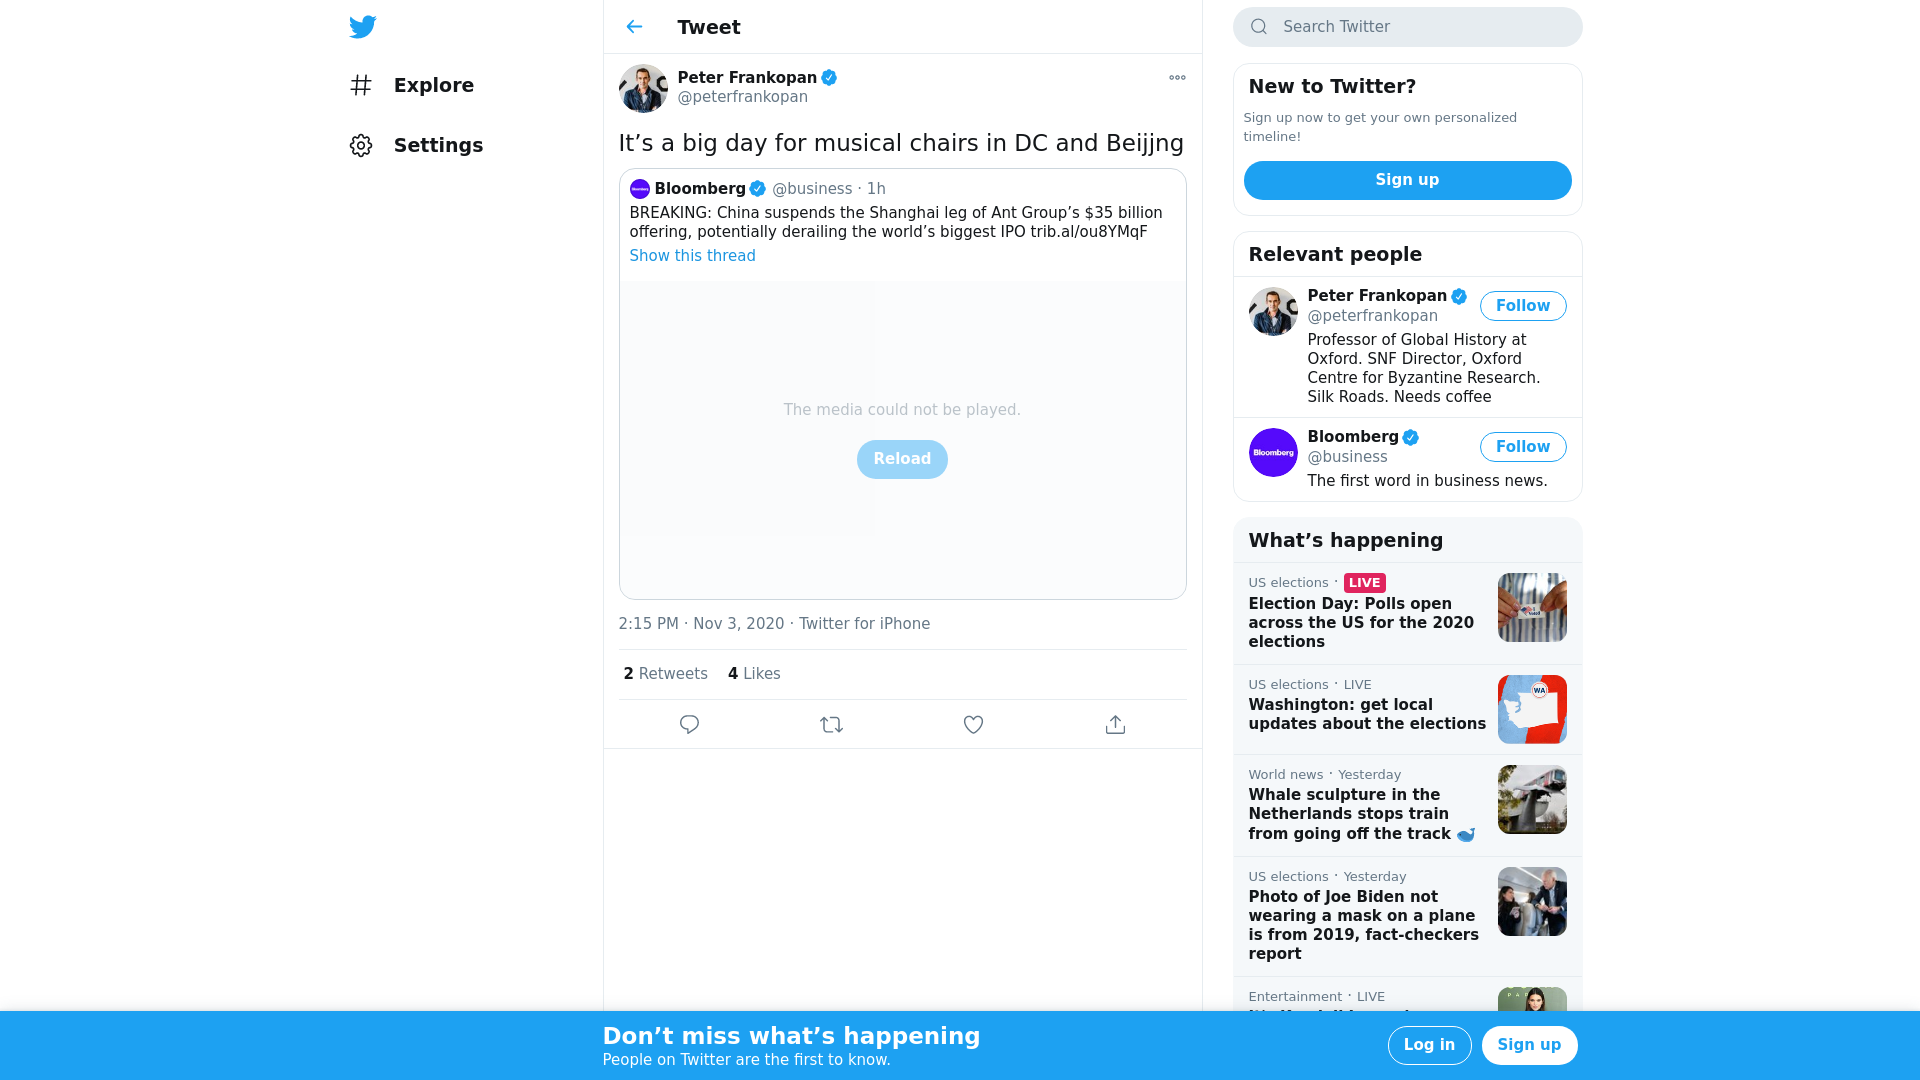 Explore
Settings
Tweet
Peter Frankopan
@peterfrankopan
It’s a big day for musical chairs in DC and Beijjng
Bloomberg @business · 1h
BREAKING: China suspends the Shanghai leg of Ant Group’s $35 billion
offering, potentially derailing the world’s biggest IPO trib.al/ou8YMqF
Show this thread
The media could not be played.
Reload
2:15 PM · Nov 3, 2020 · Twitter for iPhone
2 Retweets 4 Likes
Search Twitter
New to Twitter?
Sign up now to get your own personalized
timeline!
Sign up
Relevant people
Peter Frankopan
@peterfrankopan
Follow
Professor of Global History at
Oxford. SNF Director, Oxford
Centre for Byzantine Research.
Silk Roads. Needs coffee
Bloomberg
Bloomberg
@business
Follow
The first word in business news.
What’s happening
US elections · LIVE
Election Day: Polls open
across the US for the 2020
elections
US elections · LIVE
Washington: get local
updates about the elections
WA
World news · Yesterday
Whale sculpture in the
Netherlands stops train
from going off the track
US elections · Yesterday
Photo of Joe Biden not
wearing a mask on a plane
is from 2019, fact-checkers
report
Entertainment · LIVE
Don’t miss what’s happening
People on Twitter are the first to know.
Log in
Sign up